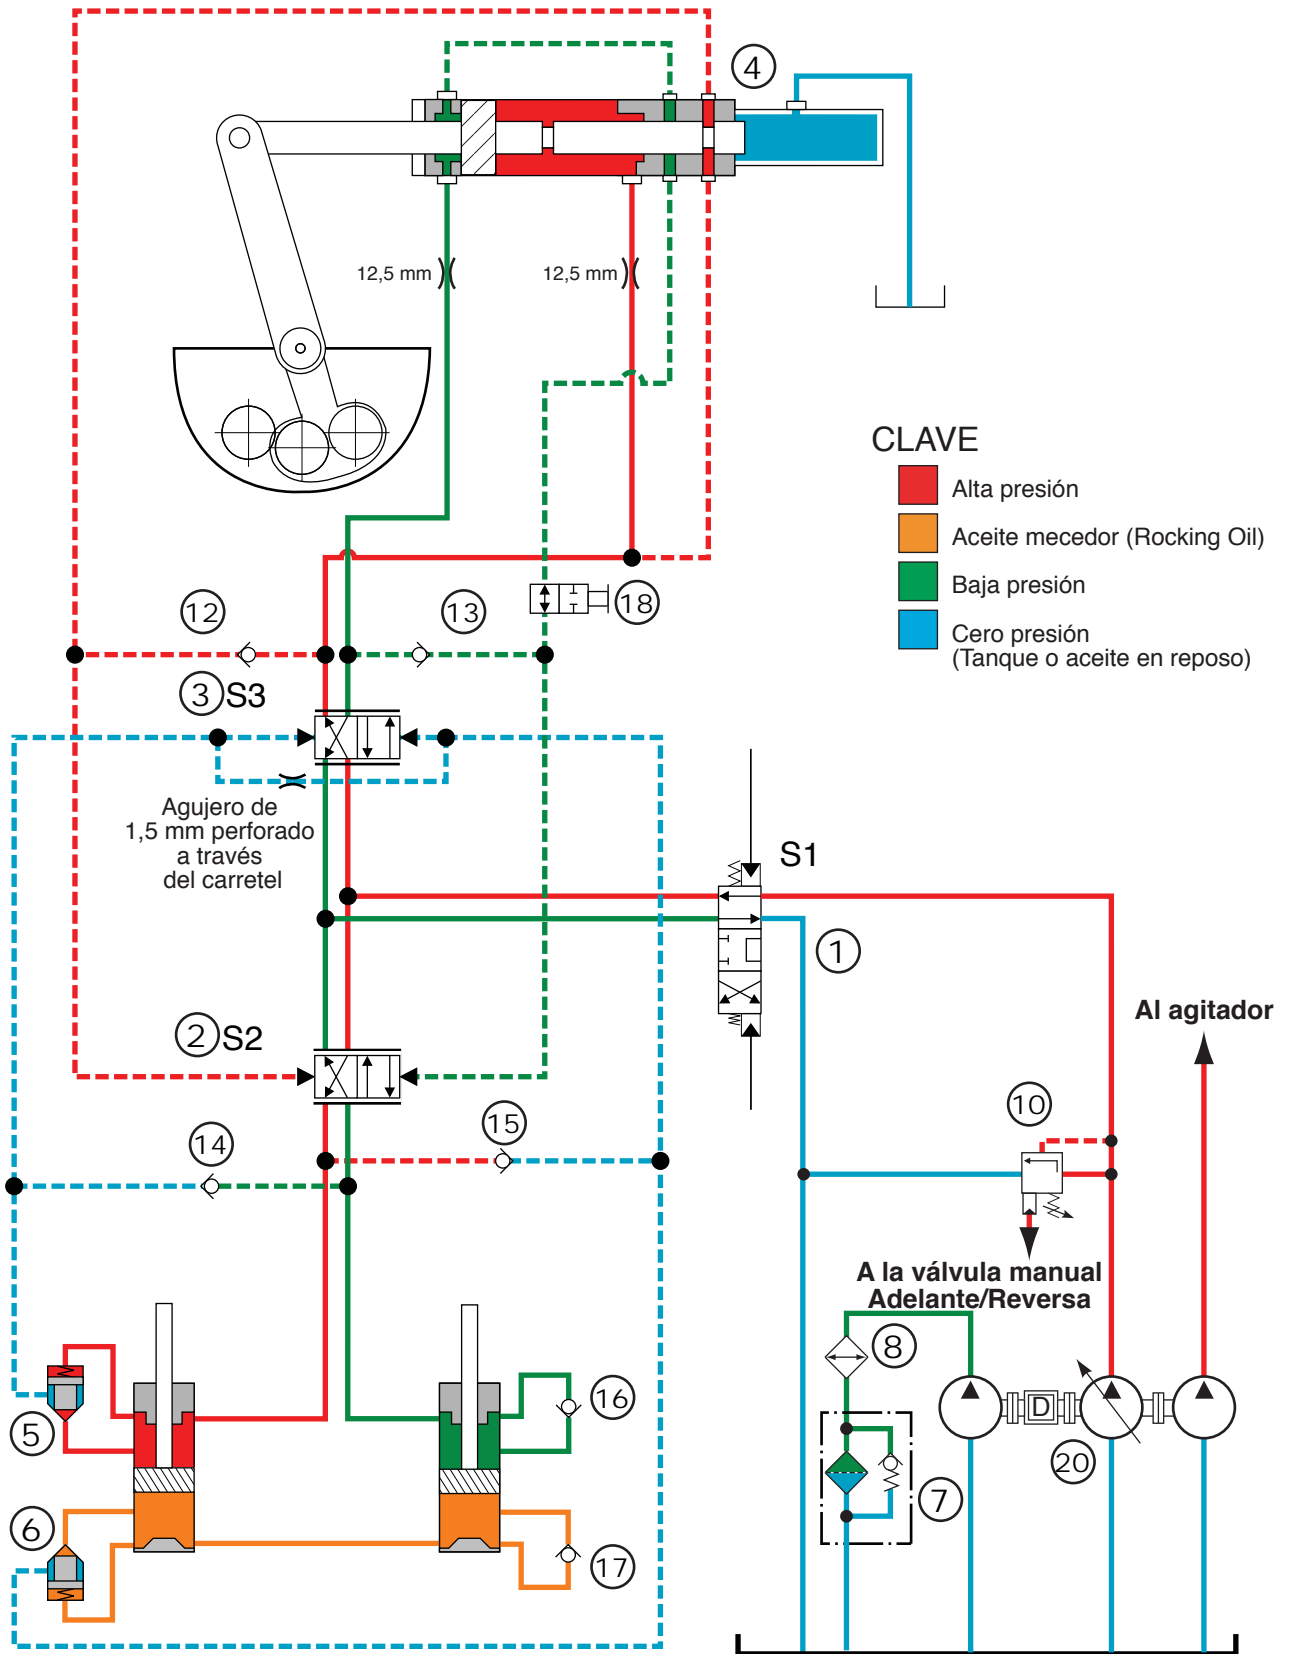 4
12,5 mm
12,5 mm
CLAVE
Alta presión
Aceite mecedor (Rocking Oil)
Baja presión
Cero presión
(Tanque o aceite en reposo)
12
13
18
3 S3
Agujero de
1,5 mm perforado
a través
del carretel
S1
1
2 S2
Al agitador
10
14
15
A la válvula manual
Adelante/Reversa
8
5
16
D
20
7
6
17